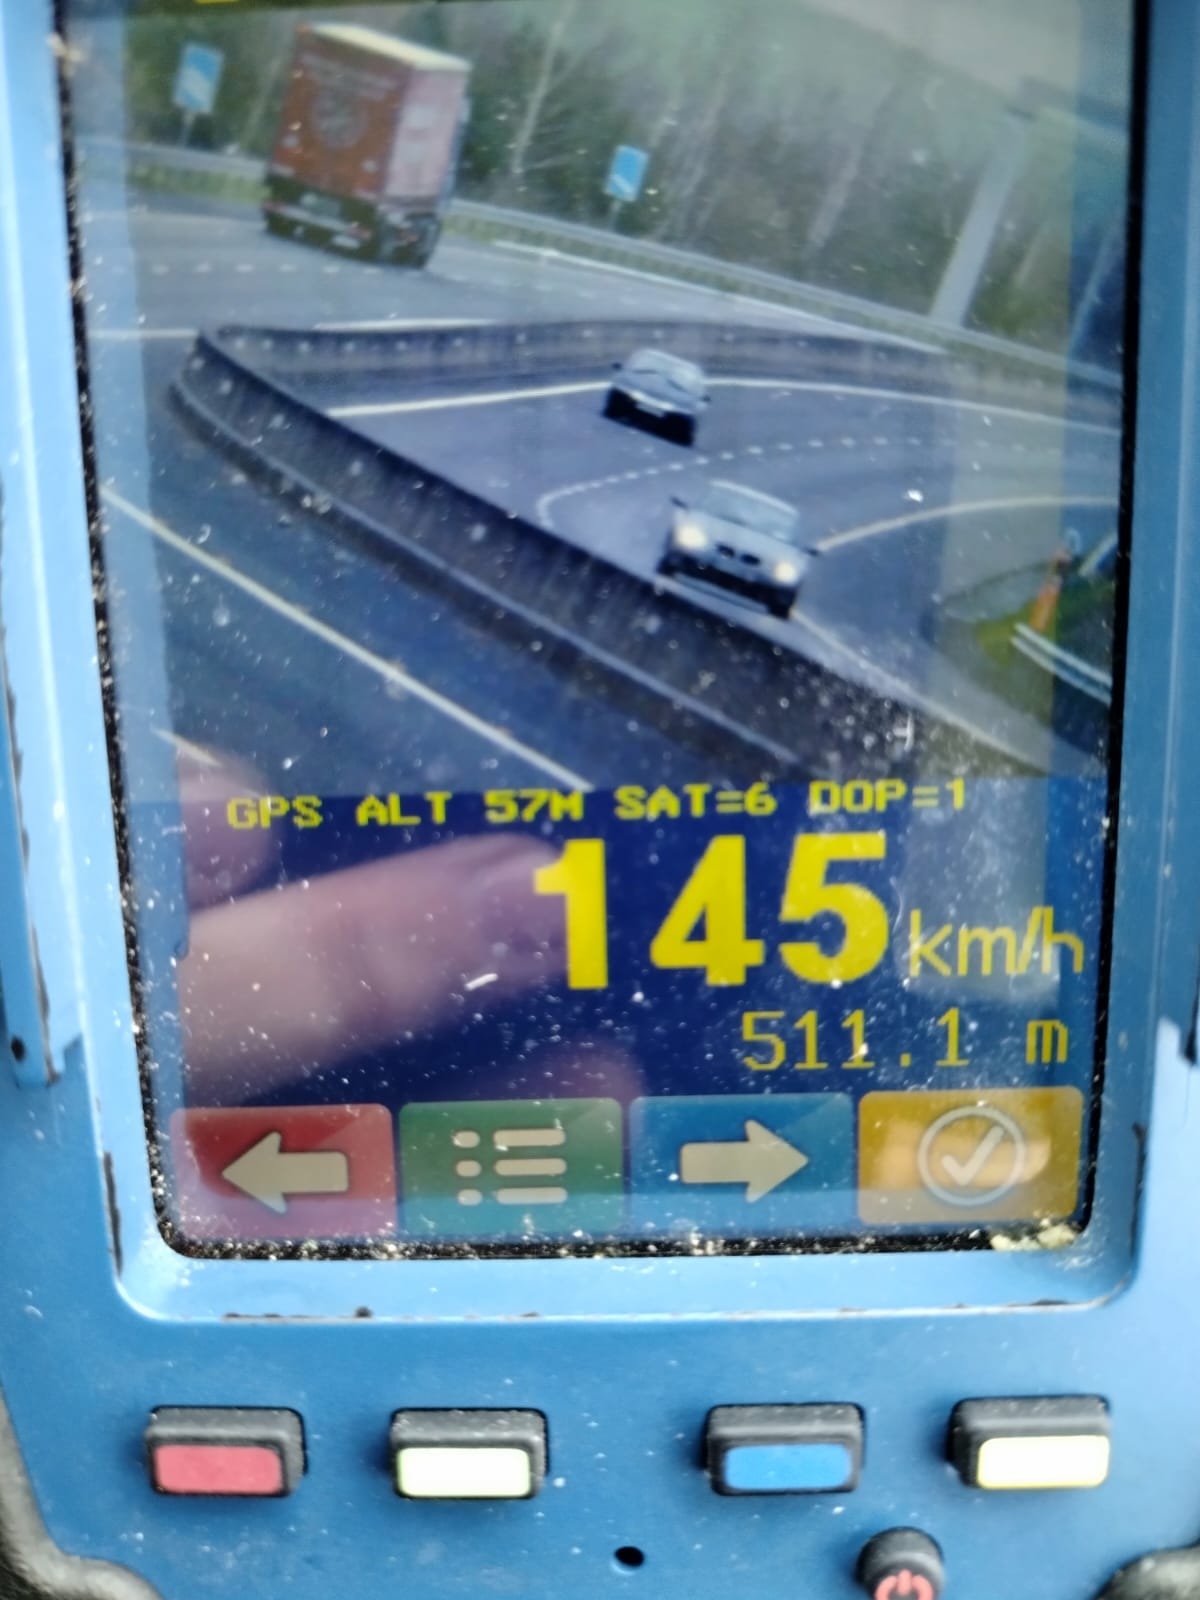 GPS ALT 57M SAT=6 DOP=1
145 km/h
511.1 m